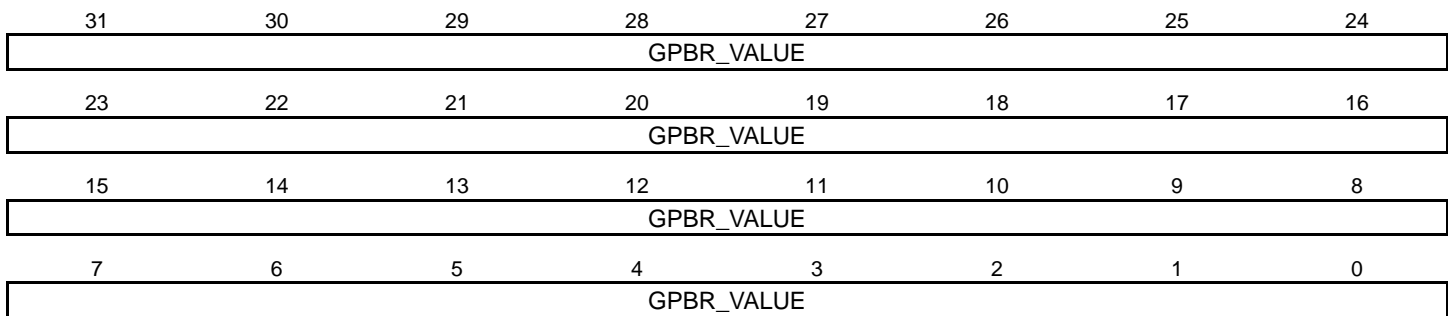 31 30 29 28 27 26 25 24
GPBR_VALUE
23 22 21 20 19 18 17 16
GPBR_VALUE
15 14 13 12 11 10 9 8
GPBR_VALUE
7 6 5 4 3 2 1 0
GPBR_VALUE